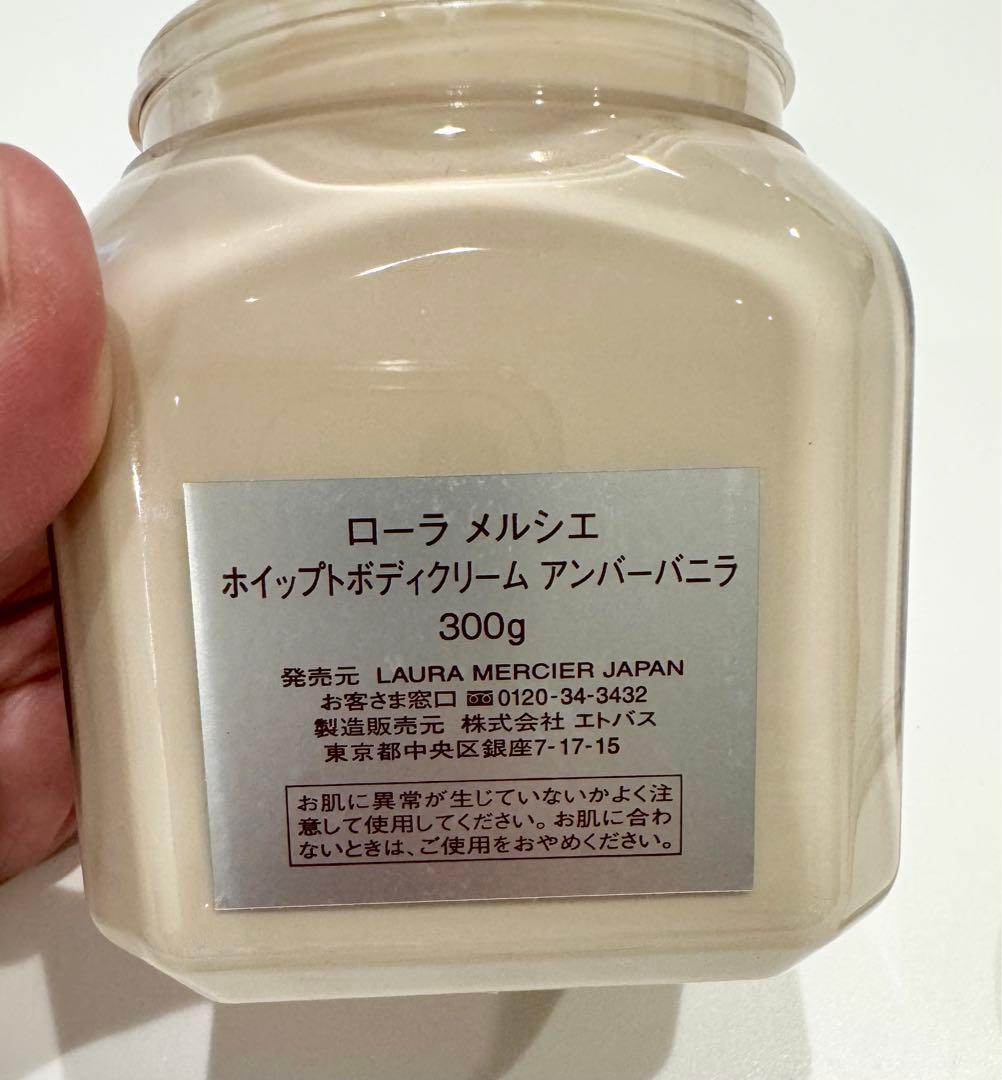 ローラ メルシエ
ホイップトボディクリーム アンバーバニラ
300g
発売元 LAURA MERCIER JAPAN
お客さま窓口 0120-34-3432
製造販売元 株式会社 エトバス
東京都中央区銀座7-17-15
お肌に異常が生じていないかよく注
意して使用してください。お肌に合わ
ないときは、ご使用をおやめください。